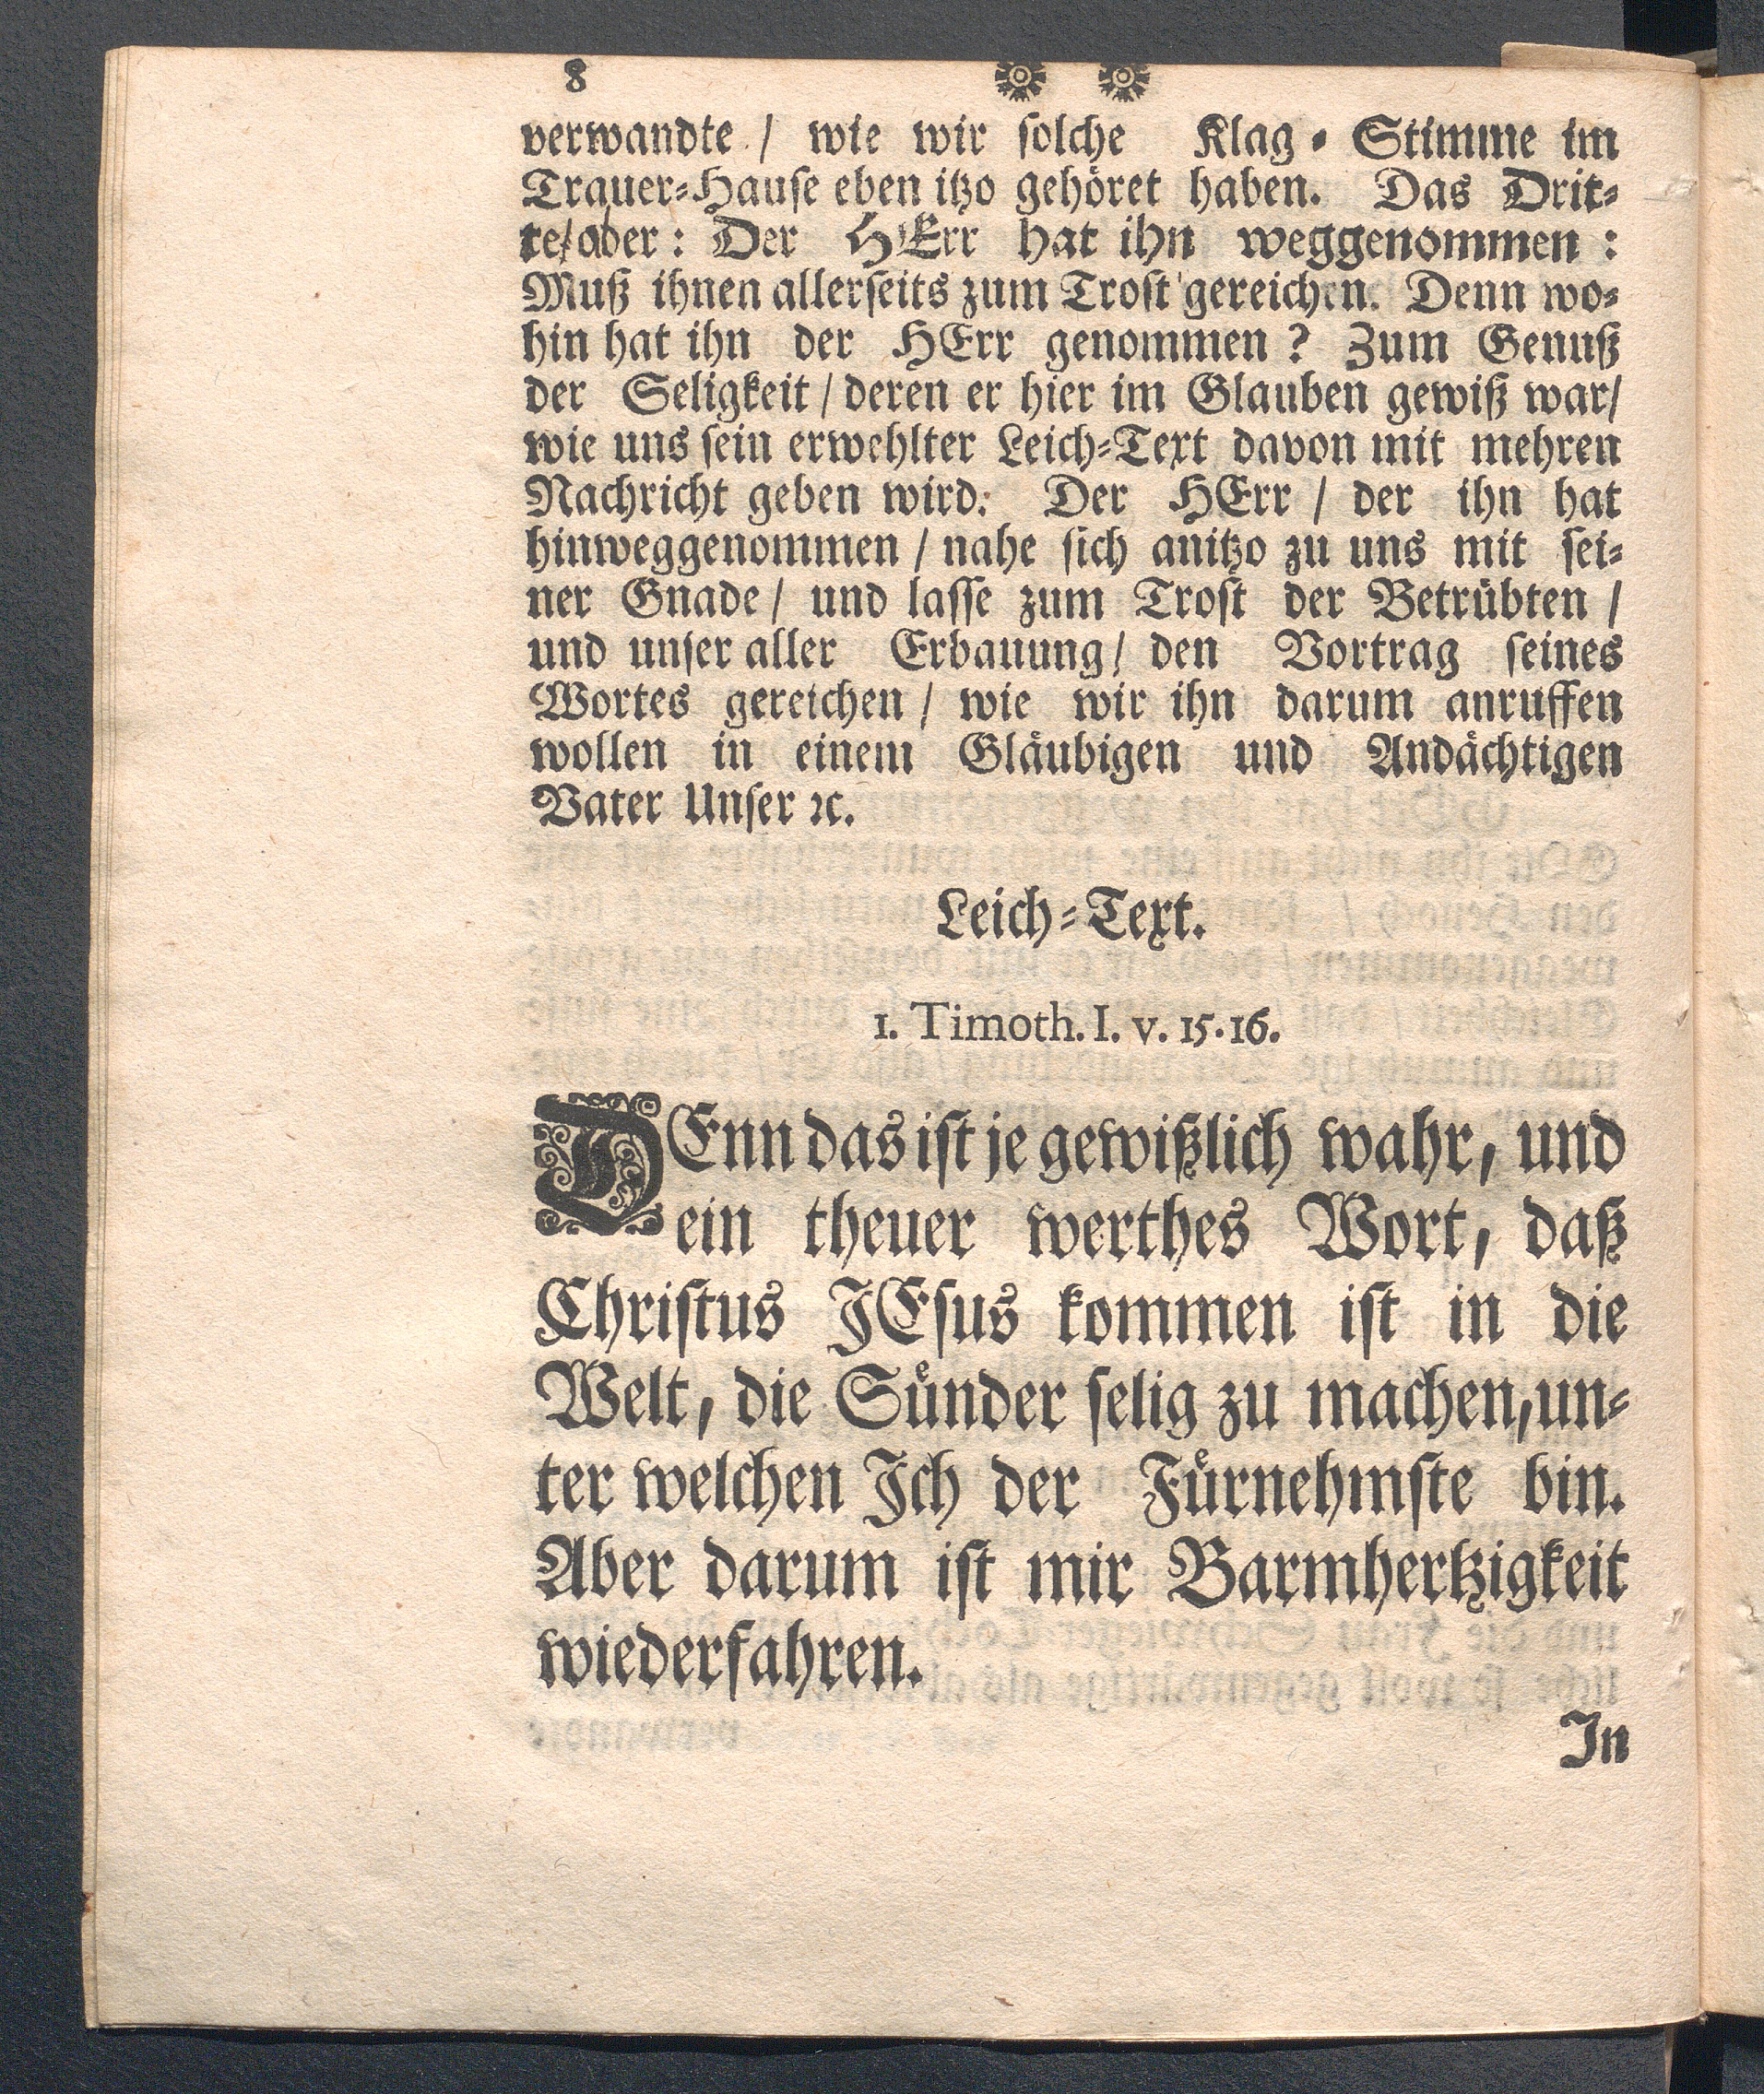 8
verwandte / wie wir ſolche Klag⸗Stimme im
Trauer⸗Hauſe eben itzo gehöret haben. Das Drit⸗
te/aber: Der HErr hat ihn weggenommen:
Muß ihnen allerſeits zum Troſt gereichen. Denn wo⸗
hin hat ihn der HErr genommen? Zum Genuß
der Seligkeit / deren er hier im Glauben gewiß war/
wie uns ſein erwehlter Leich⸗Text davon mit mehren
Nachricht geben wird. Der HErr / der ihn hat
hinweggenommen / nahe ſich anitzo zu uns mit ſei⸗
ner Gnade / und laſſe zum Troſt der Betrübten /
und unſer aller Erbauung / den Vortrag ſeines
Wortes gereichen / wie wir ihn darum anruffen
wollen in einem Gläubigen und Andächtigen
Vater Unſer ꝛc.
Leich⸗Text.
1. Timoth. I. v. 15. 16.
DEnn das iſt je gewißlich wahr, und
ein theuer werthes Wort, daß
Chriſtus JEſus kommen iſt in die
Welt, die Sünder ſelig zu machen, un⸗
ter welchen Ich der Fürnehmſte bin.
Aber darum iſt mir Barmhertzigkeit
wiederfahren.
In